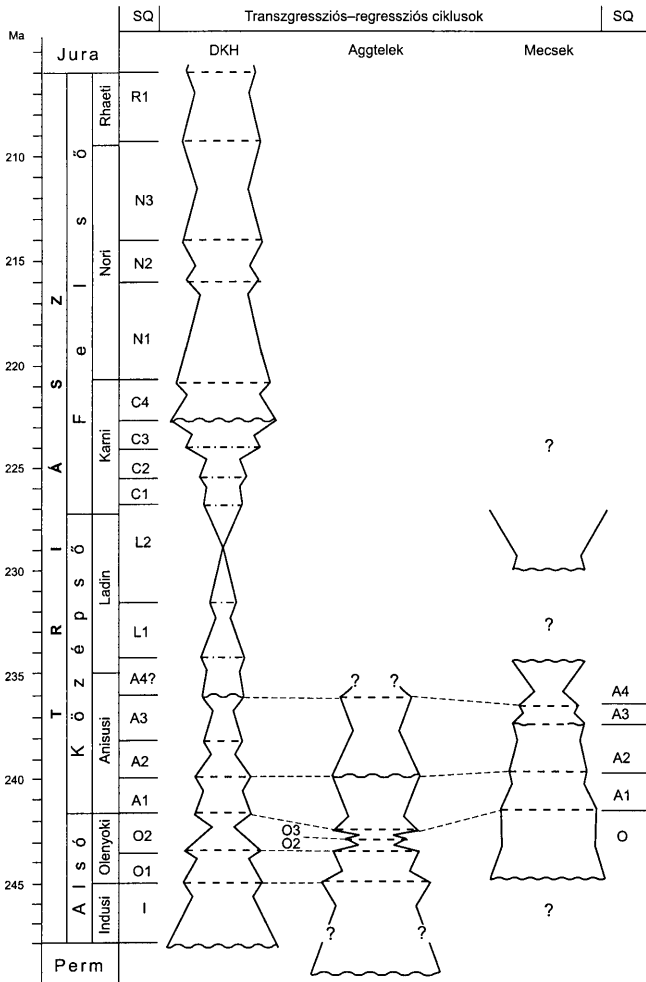 SQ Transzgressziós–regressziós ciklusok SQ
Ma
DKH Aggtelek Mecsek
Jura
TRIÁSZ
Felső
Rhaeti
R1
210
Nori
N3
215
N2
N1
220
Karni
C4
C3
?
225
C2
C1
Középső
Ladin
L2
230
L1
?
235
Anisusi
A4?
? ?
A4
A3
A3
A2
A2
240
A1
A1
Alsó
Olenyoki
O2
O3
O2
O
O1
245
Indusi
I
? ?
?
Perm